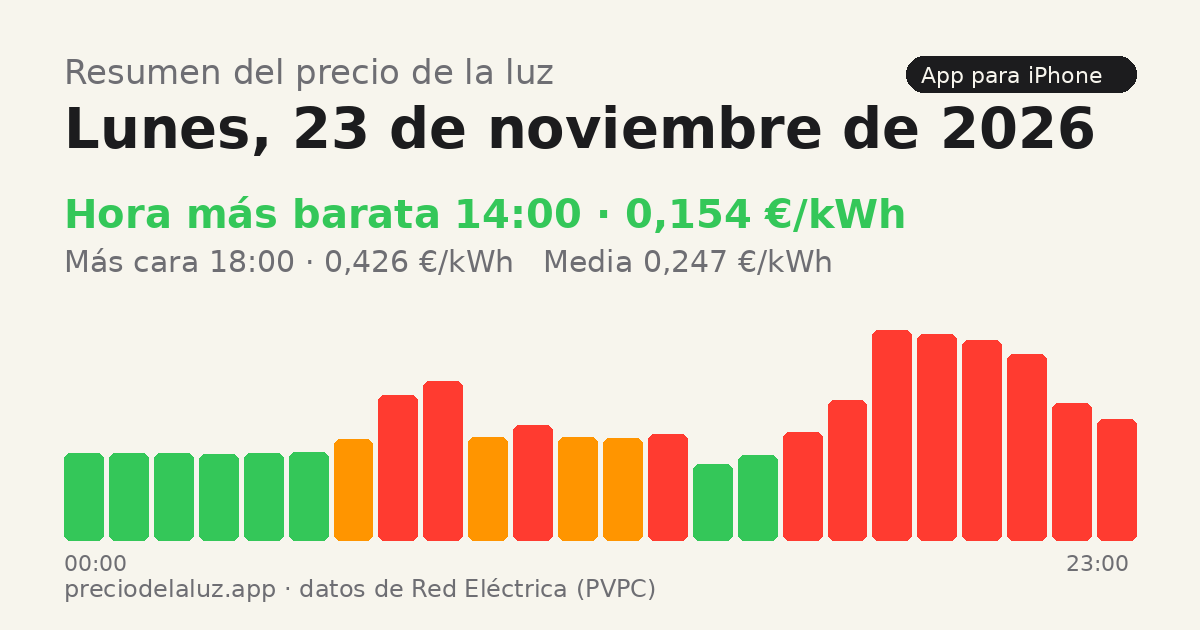 Resumen del precio de la luz
App para iPhone
Lunes, 23 de noviembre de 2026
Hora más barata 14:00 · 0,154 €/kWh
Más cara 18:00 · 0,426 €/kWh   Media 0,247 €/kWh
00:00
23:00
preciodelaluz.app · datos de Red Eléctrica (PVPC)